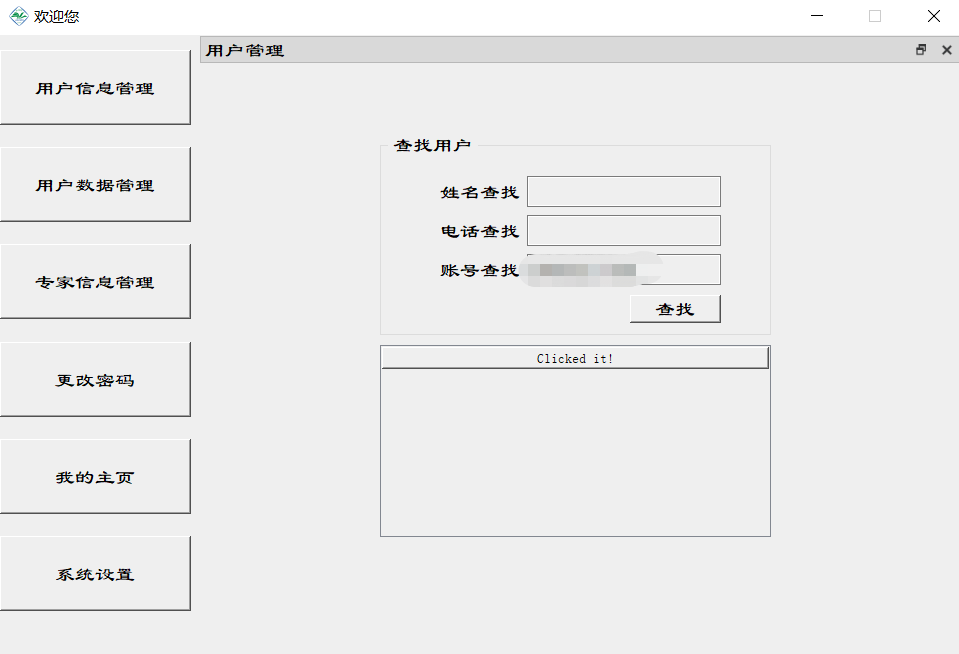 欢迎您
用户管理
用户信息管理
用户数据管理
专家信息管理
更改密码
我的主页
系统设置
查找用户
姓名查找
电话查找
账号查找
查找
Clicked it!